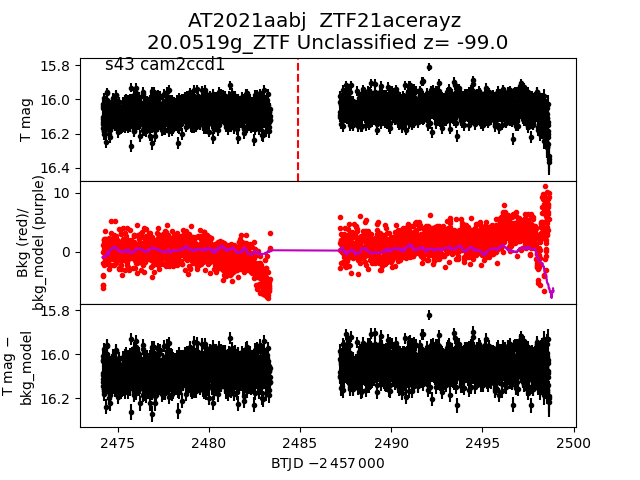 AT2021aabj  ZTF21acerayz
20.0519g_ZTF Unclassified z= -99.0
s43 cam2ccd1
15.8
16.0
16.2
16.4
T mag
10
0
Bkg (red)/
bkg_model (purple)
15.8
16.0
16.2
T mag −
bkg_model
2475
2480
2485
2490
2495
2500
BTJD −2 457 000